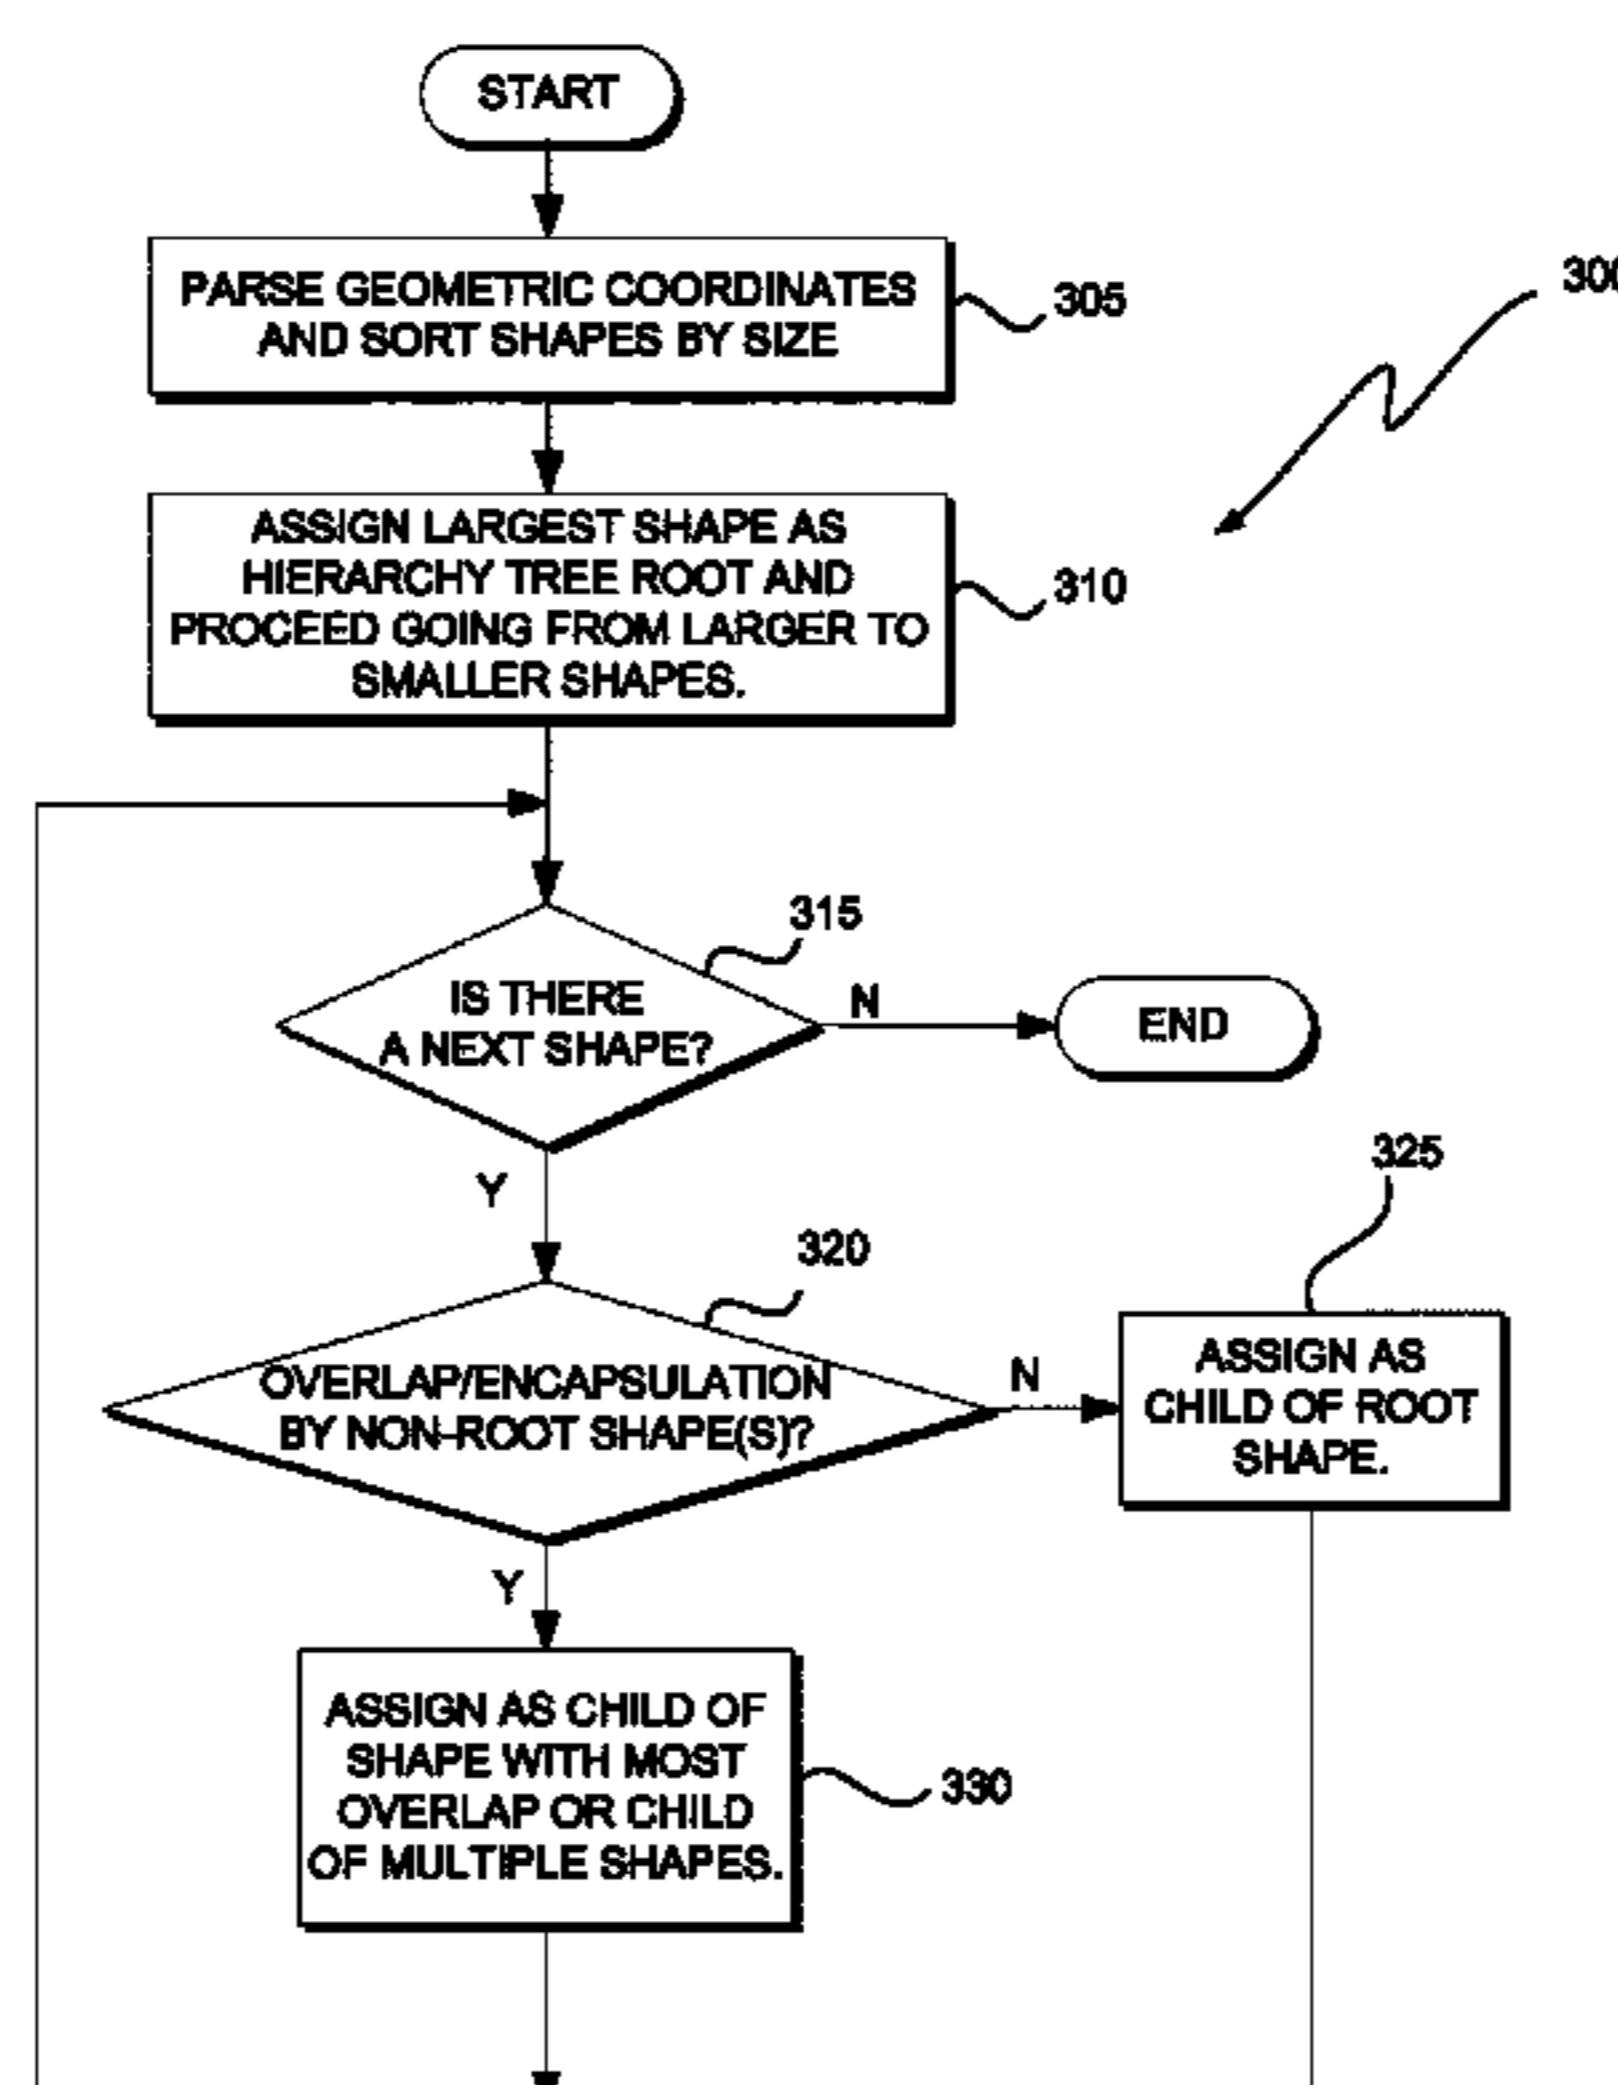 START
PARSE GEOMETRIC COORDINATES
AND SORT SHAPES BY SIZE
305
300
ASSIGN LARGEST SHAPE AS
HIERARCHY TREE ROOT AND
PROCEED GOING FROM LARGER TO
SMALLER SHAPES.
310
315
IS THERE
A NEXT SHAPE?
N
END
Y
325
320
OVERLAP/ENCAPSULATION
BY NON-ROOT SHAPE(S)?
N
ASSIGN AS
CHILD OF ROOT
SHAPE.
Y
ASSIGN AS CHILD OF
SHAPE WITH MOST
OVERLAP OR CHILD
OF MULTIPLE SHAPES.
330